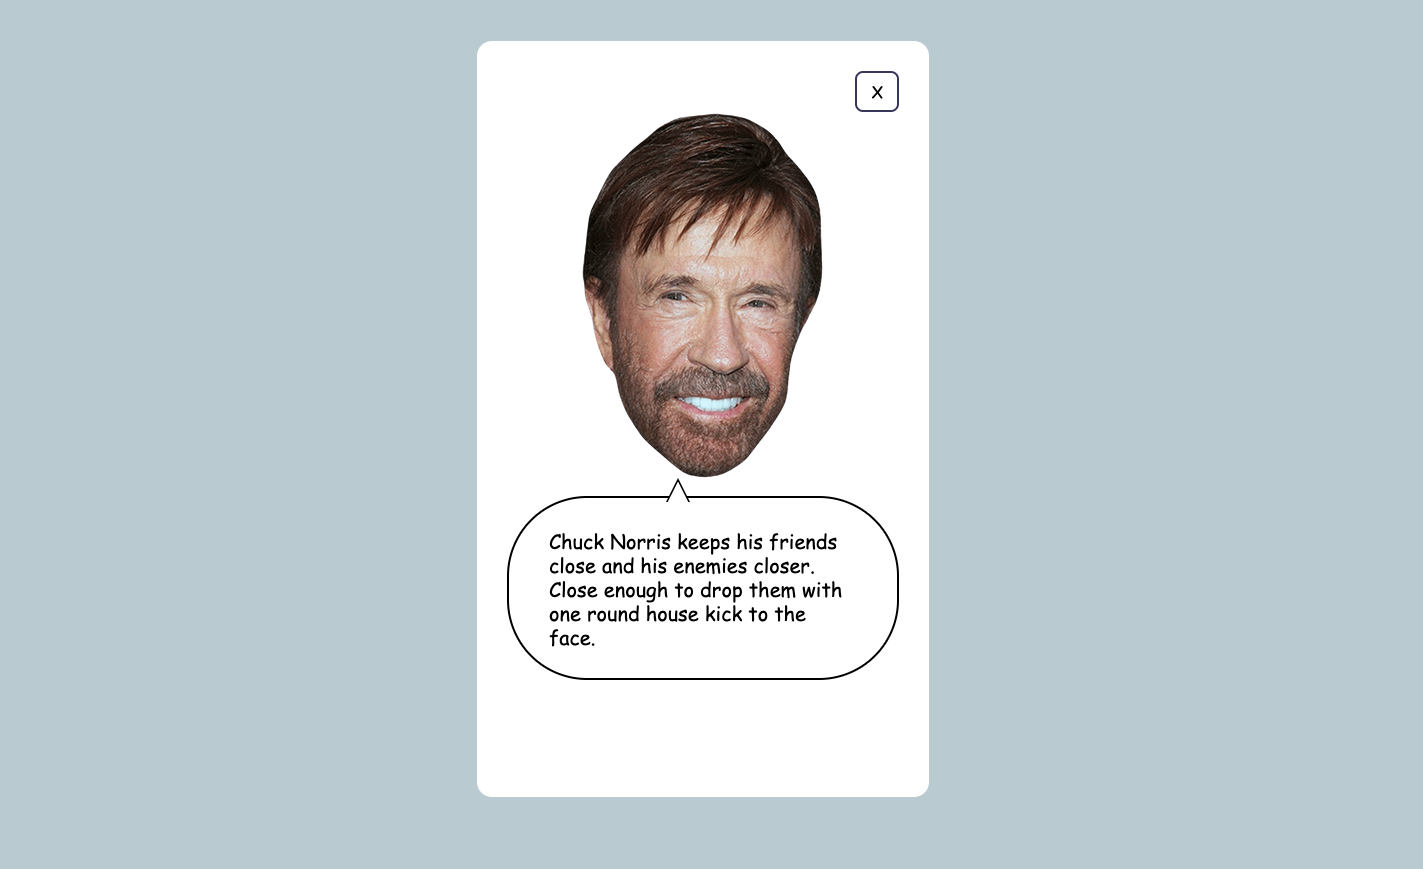 X
Chuck Norris keeps his friends
close and his enemies closer.
Close enough to drop them with
one round house kick to the
face.